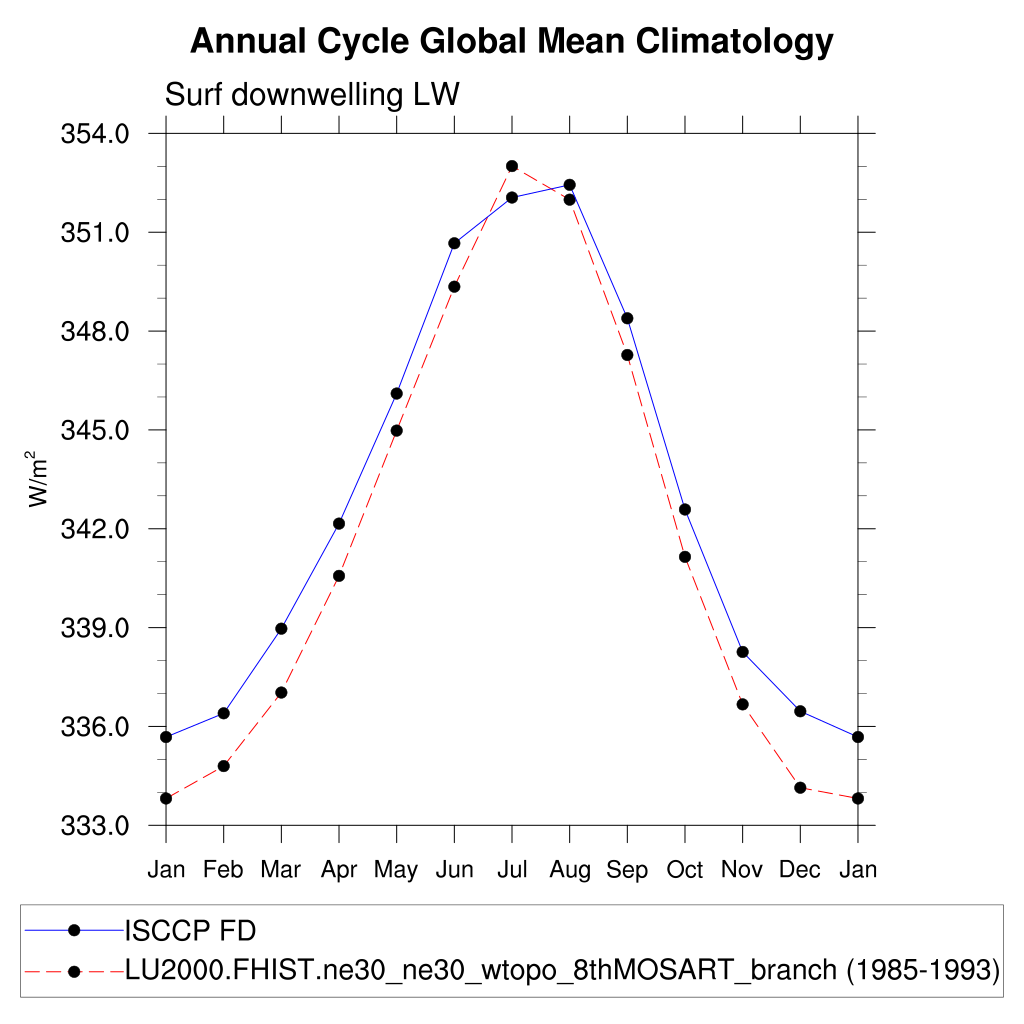 Annual Cycle Global Mean Climatology
Surf downwelling LW
354.0
351.0
348.0
345.0
342.0
339.0
336.0
333.0
W/m²
Jan Feb Mar Apr May Jun Jul Aug Sep Oct Nov Dec Jan
ISCCP FD
LU2000.FHIST.ne30_ne30_wtopo_8thMOSART_branch (1985-1993)